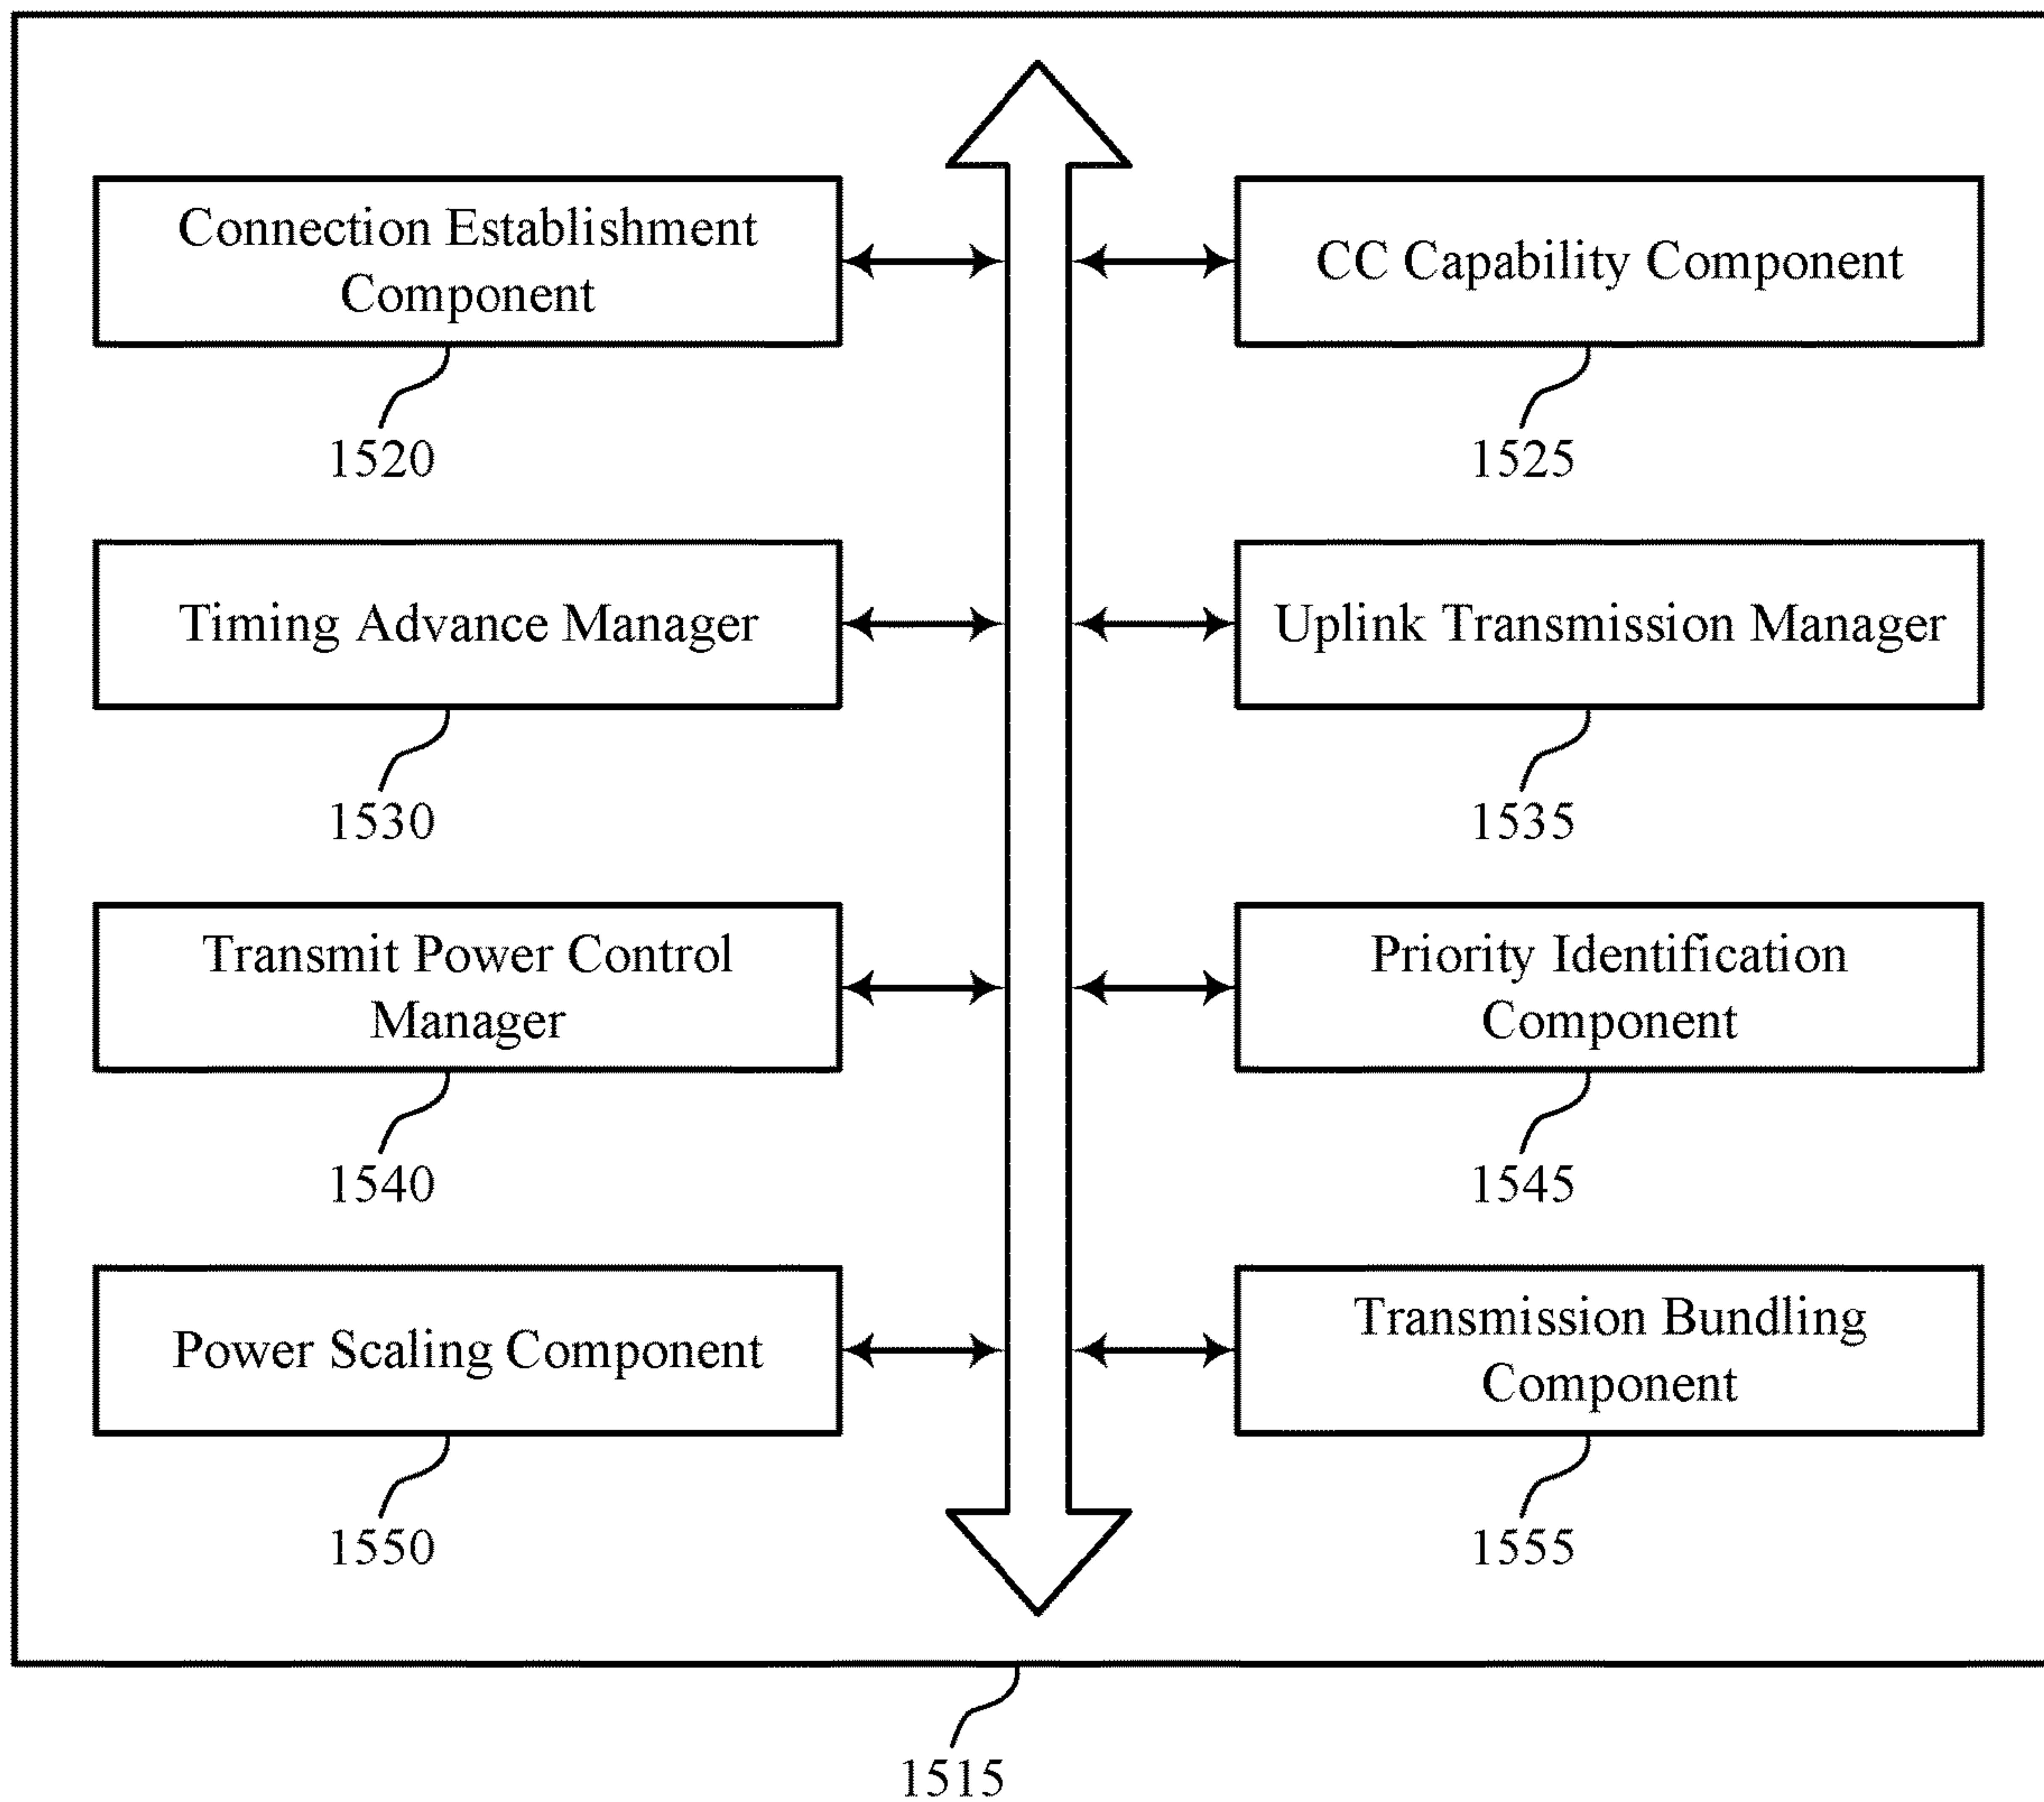 Connection Establishment
Component
1520
CC Capability Component
1525
Timing Advance Manager
1530
Uplink Transmission Manager
1535
Transmit Power Control
Manager
1540
Priority Identification
Component
1545
Power Scaling Component
1550
Transmission Bundling
Component
1555
1515